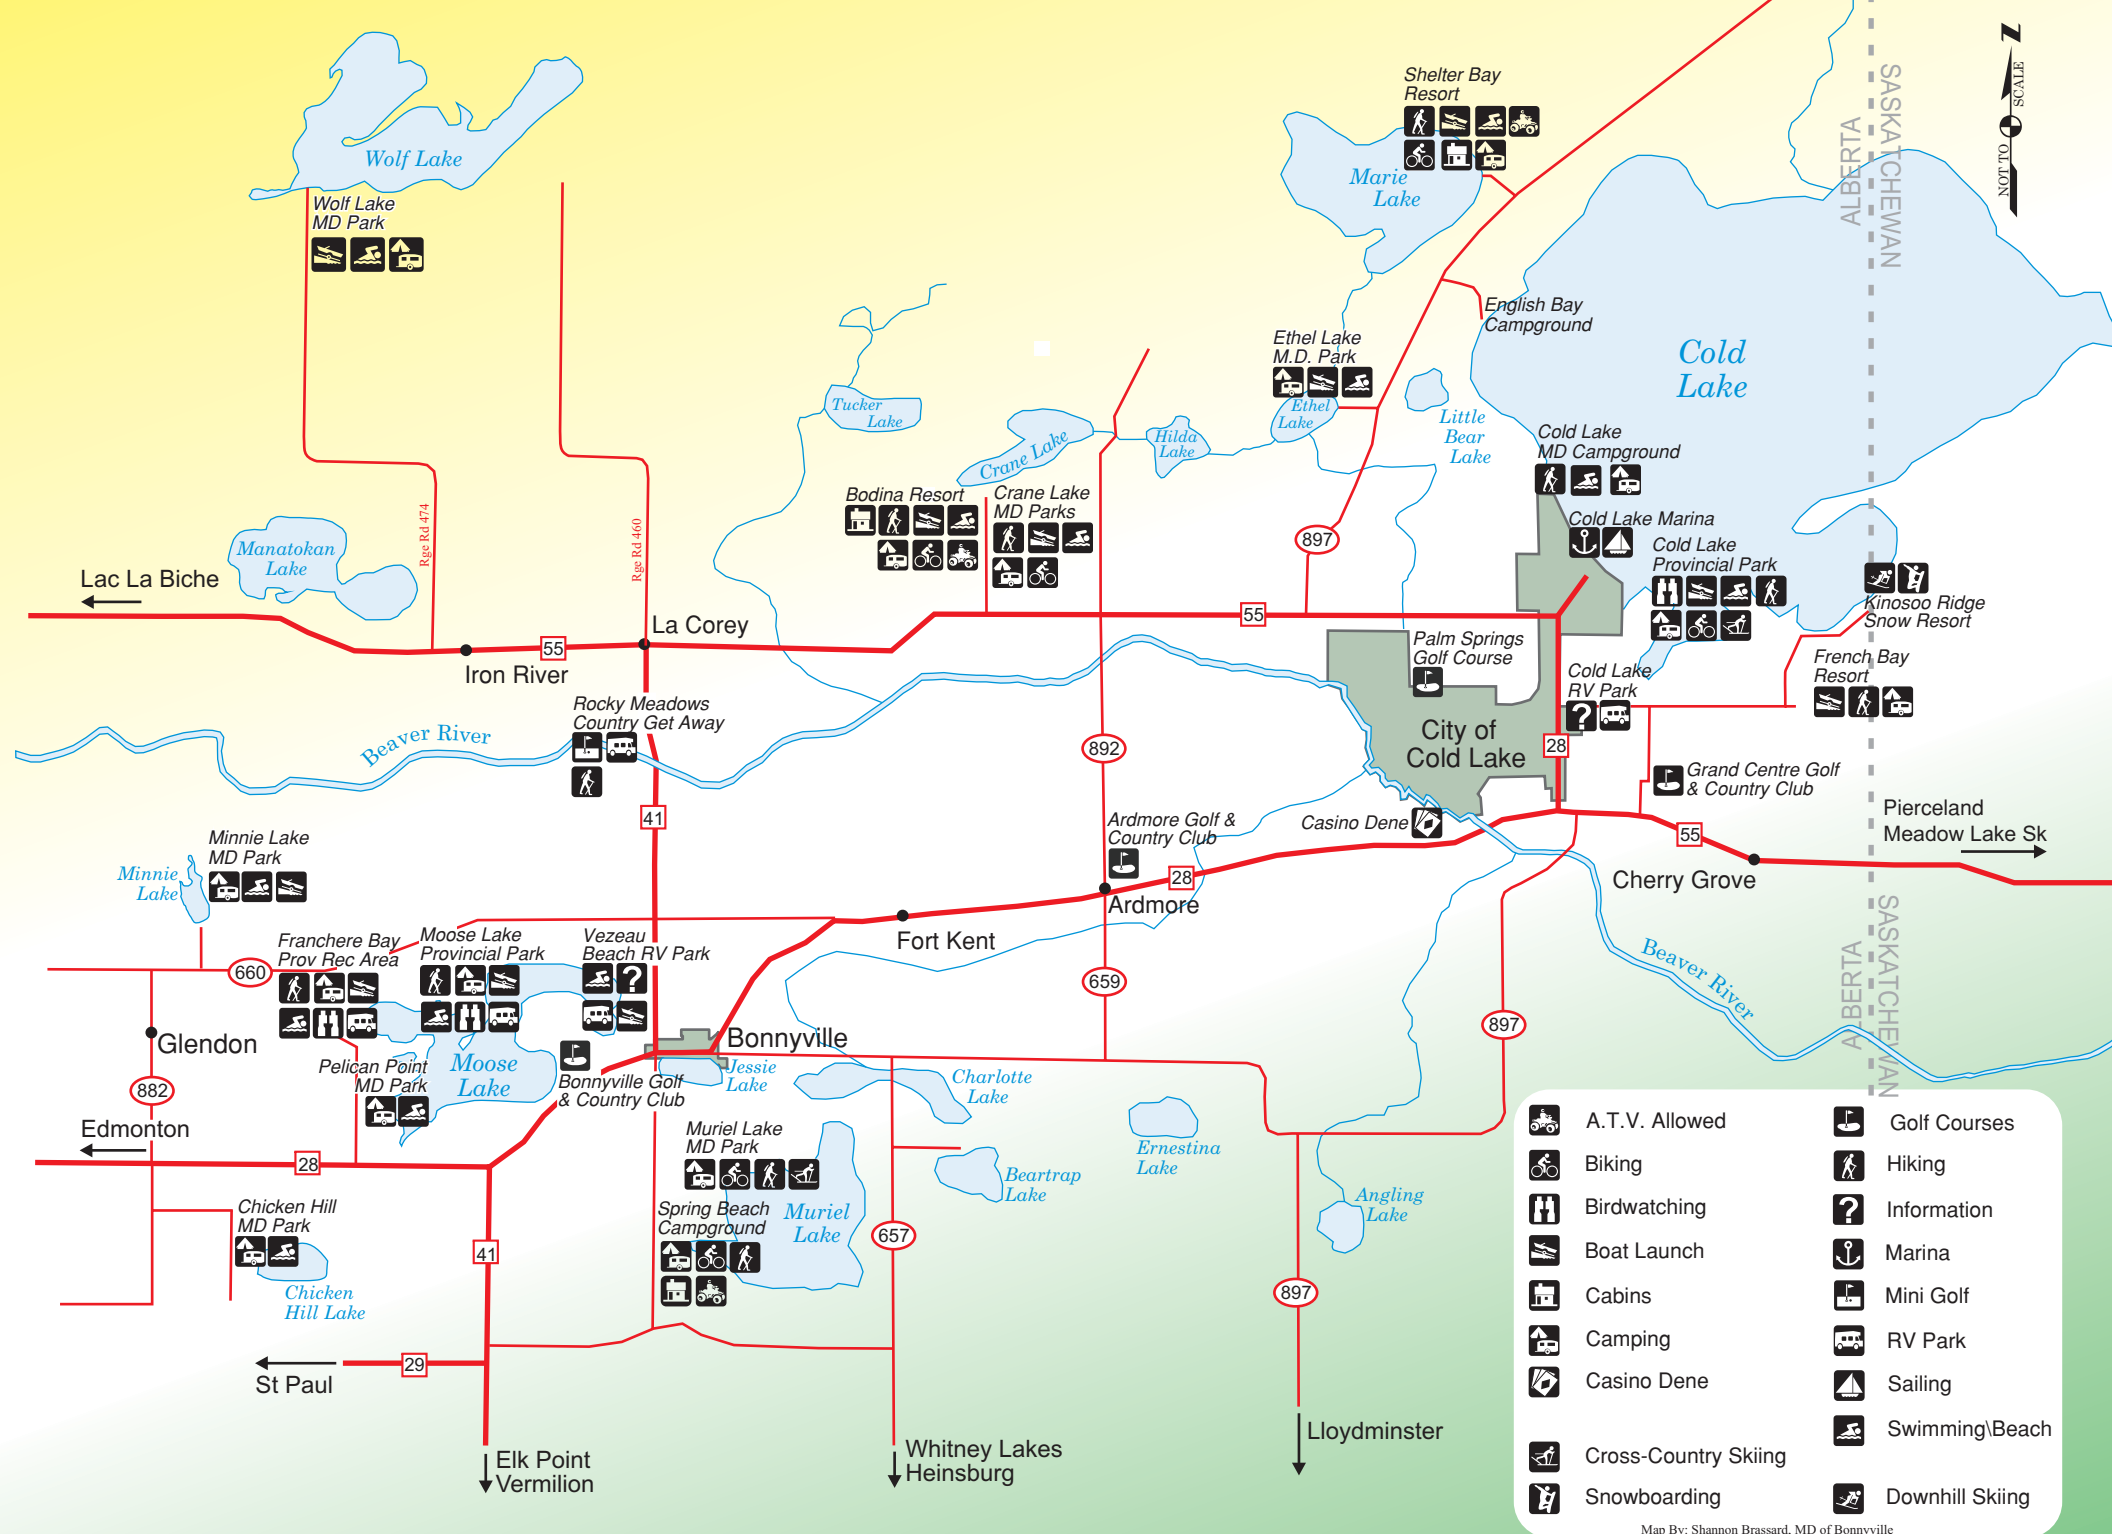 Shelter Bay
Resort
Z
SCALE
NOT TO
SASKATCHEWAN
ALBERTA
Wolf Lake
Marie
Lake
Wolf Lake
MD Park
English Bay
Campground
Ethel Lake
M.D. Park
Cold
Lake
Tucker
Lake
Ethel
Lake
Little
Bear
Lake
Hilda
Lake
Crane Lake
Cold Lake
MD Campground
Bodina Resort
Crane Lake
MD Parks
Rge Rd 474
Rge Rd 460
Cold Lake Marina
897
Cold Lake
Provincial Park
Manatokan
Lake
Lac La Biche
Kinosoo Ridge
Snow Resort
55
La Corey
55
Iron River
Palm Springs
Golf Course
French Bay
Resort
Cold Lake
RV Park
Rocky Meadows
Country Get Away
Beaver River
City of
Cold Lake
892
28
Grand Centre Golf
& Country Club
Pierceland
Meadow Lake Sk
41
Ardmore Golf &
Country Club
Casino Dene
55
Minnie Lake
MD Park
Minnie
Lake
28
Cherry Grove
Ardmore
Fort Kent
Franchere Bay
Prov Rec Area
Moose Lake
Provincial Park
Vezeau
Beach RV Park
660
659
Beaver River
ALBERTA
SASKATCHEWAN
897
Glendon
Bonnyville
Pelican Point
MD Park
Moose
Lake
Jessie
Lake
Bonnyville Golf
& Country Club
Charlotte
Lake
882
Edmonton
28
Muriel Lake
MD Park
Ernestina
Lake
Beartrap
Lake
Angling
Lake
Chicken Hill
MD Park
Spring Beach
Campground
Muriel
Lake
657
41
Chicken
Hill Lake
897
29
St Paul
Elk Point
Vermilion
Whitney Lakes
Heinsburg
Lloydminster
A.T.V. Allowed
Golf Courses
Biking
Hiking
Birdwatching
Information
Boat Launch
Marina
Cabins
Mini Golf
Camping
RV Park
Casino Dene
Sailing
Swimming\Beach
Cross-Country Skiing
Snowboarding
Downhill Skiing
Map By: Shannon Brassard, MD of Bonnyville